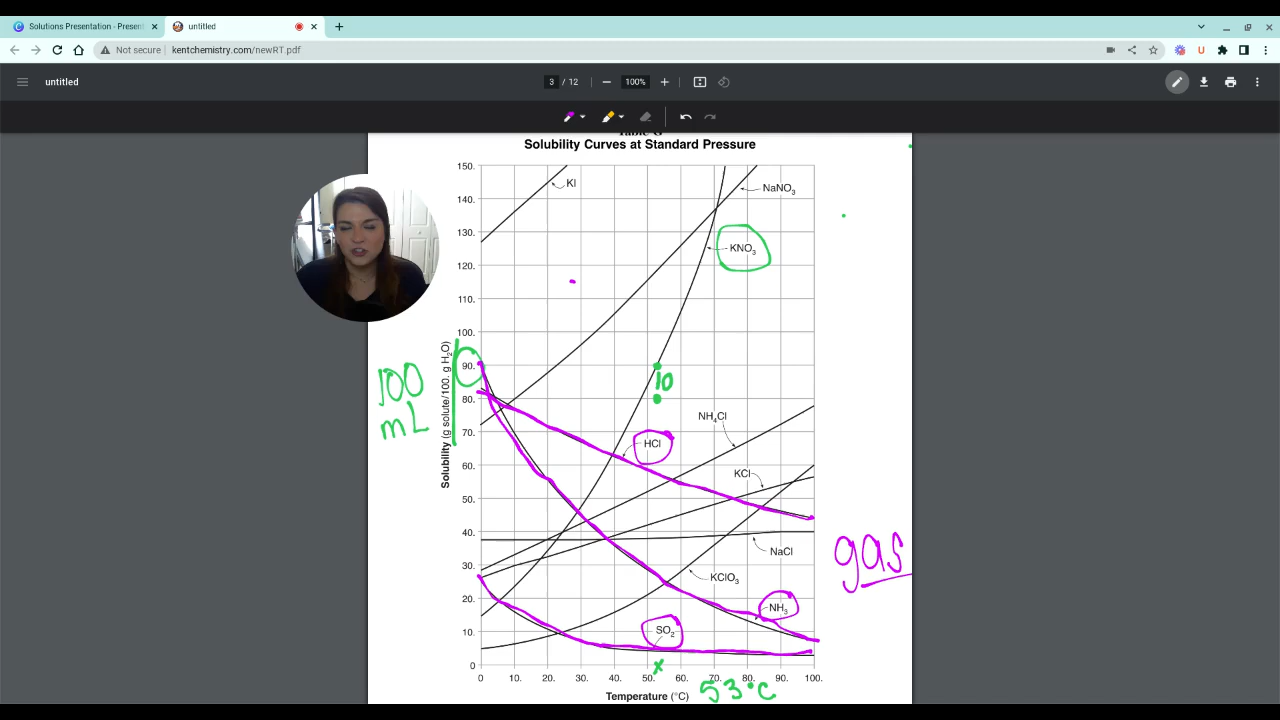 Solutions Presentation - Present
untitled
Not secure
kentchemistry.com/newRT.pdf
U
untitled
3 / 12
100%
Table G
Solubility Curves at Standard Pressure
150.
140.
130.
120.
110.
100.
90.
80.
70.
60.
50.
40.
30.
20.
10.
0
Solubility (g solute/100. g H₂O)
KI
NaNO₃
KNO₃
10
NH₄Cl
HCl
KCl
NaCl
KClO₃
NH₃
SO₂
100
mL
gas
x
0 10. 20. 30. 40. 50. 60. 70. 80. 90. 100.
Temperature (°C)
53°C